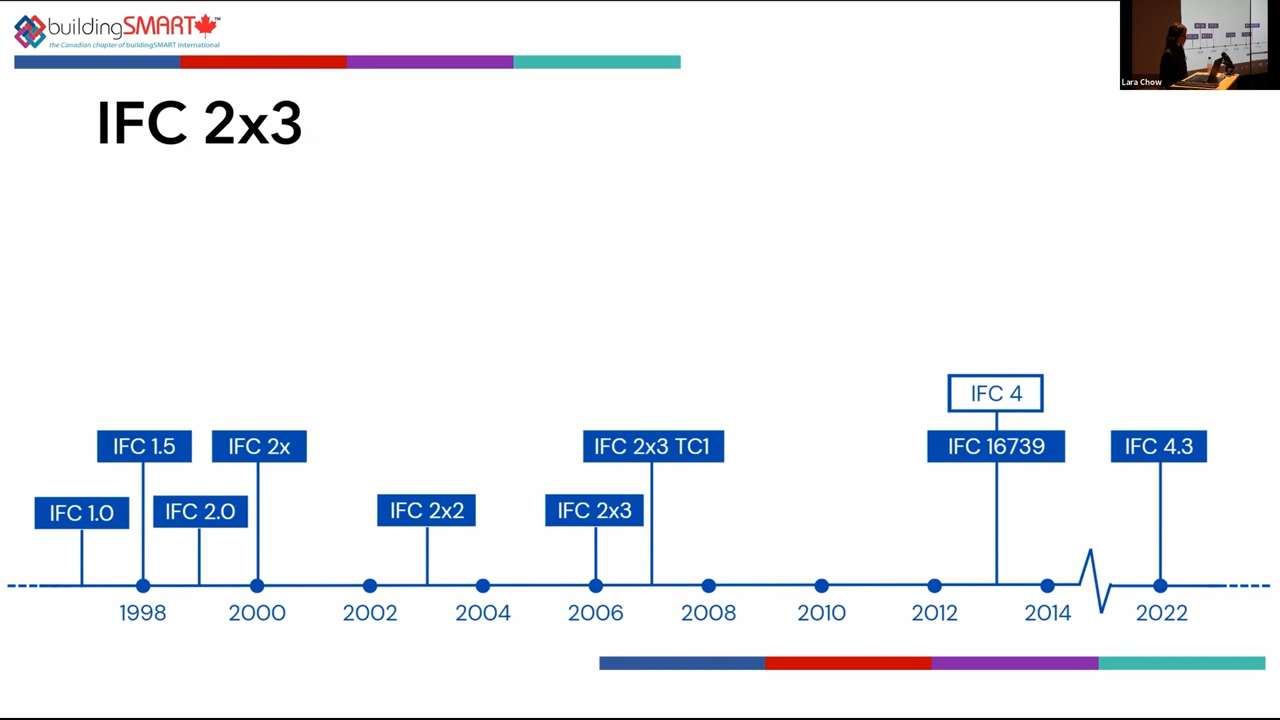 buildingSMART™
the Canadian chapter of buildingSMART International
Lara Chow
IFC 2x3
IFC 4
IFC 1.5
IFC 2x
IFC 2x3 TC1
IFC 16739
IFC 4.3
IFC 1.0
IFC 2.0
IFC 2x2
IFC 2x3
1998
2000
2002
2004
2006
2008
2010
2012
2014
2022